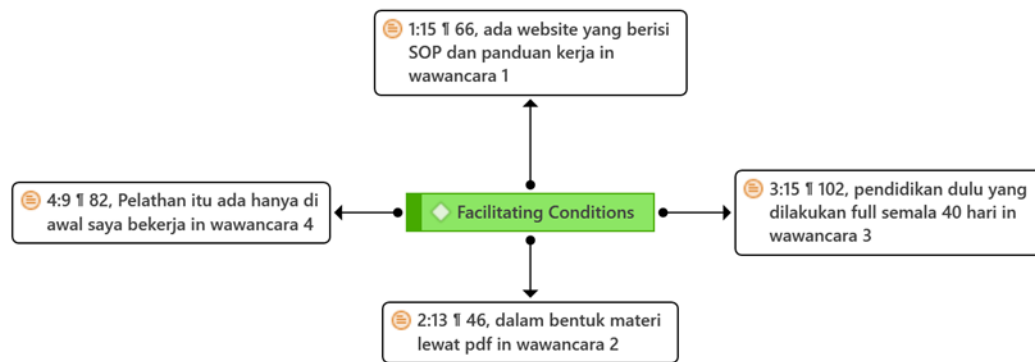 1:15 ¶ 66, ada website yang berisi
SOP dan panduan kerja in
wawancara 1
4:9 ¶ 82, Pelathan itu ada hanya di
awal saya bekerja in wawancara 4
Facilitating Conditions
3:15 ¶ 102, pendidikan dulu yang
dilakukan full semala 40 hari in
wawancara 3
2:13 ¶ 46, dalam bentuk materi
lewat pdf in wawancara 2